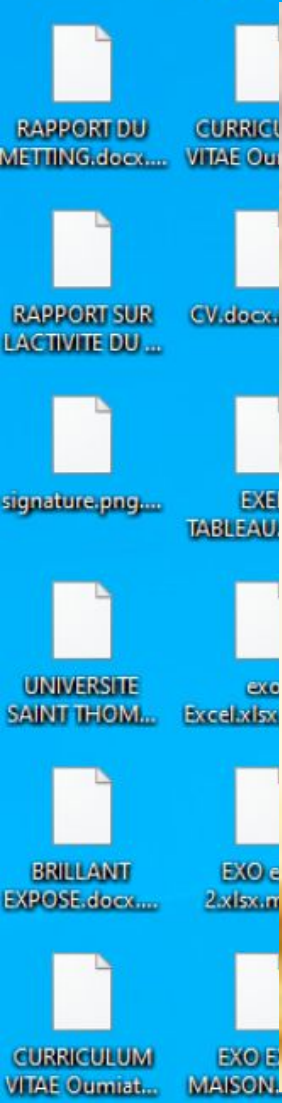 RAPPORT DU
METTING.docx....
RAPPORT SUR
LACTIVITE DU ...
signature.png....
UNIVERSITE
SAINT THOM...
BRILLANT
EXPOSE.docx....
CURRICULUM
VITAE Oumiat...
CURRICU
VITAE Ou
CV.docx.
EXE
TABLEAU.
exo
Excel.xlsx
EXO e
2.xlsx.m
EXO E
MAISON.